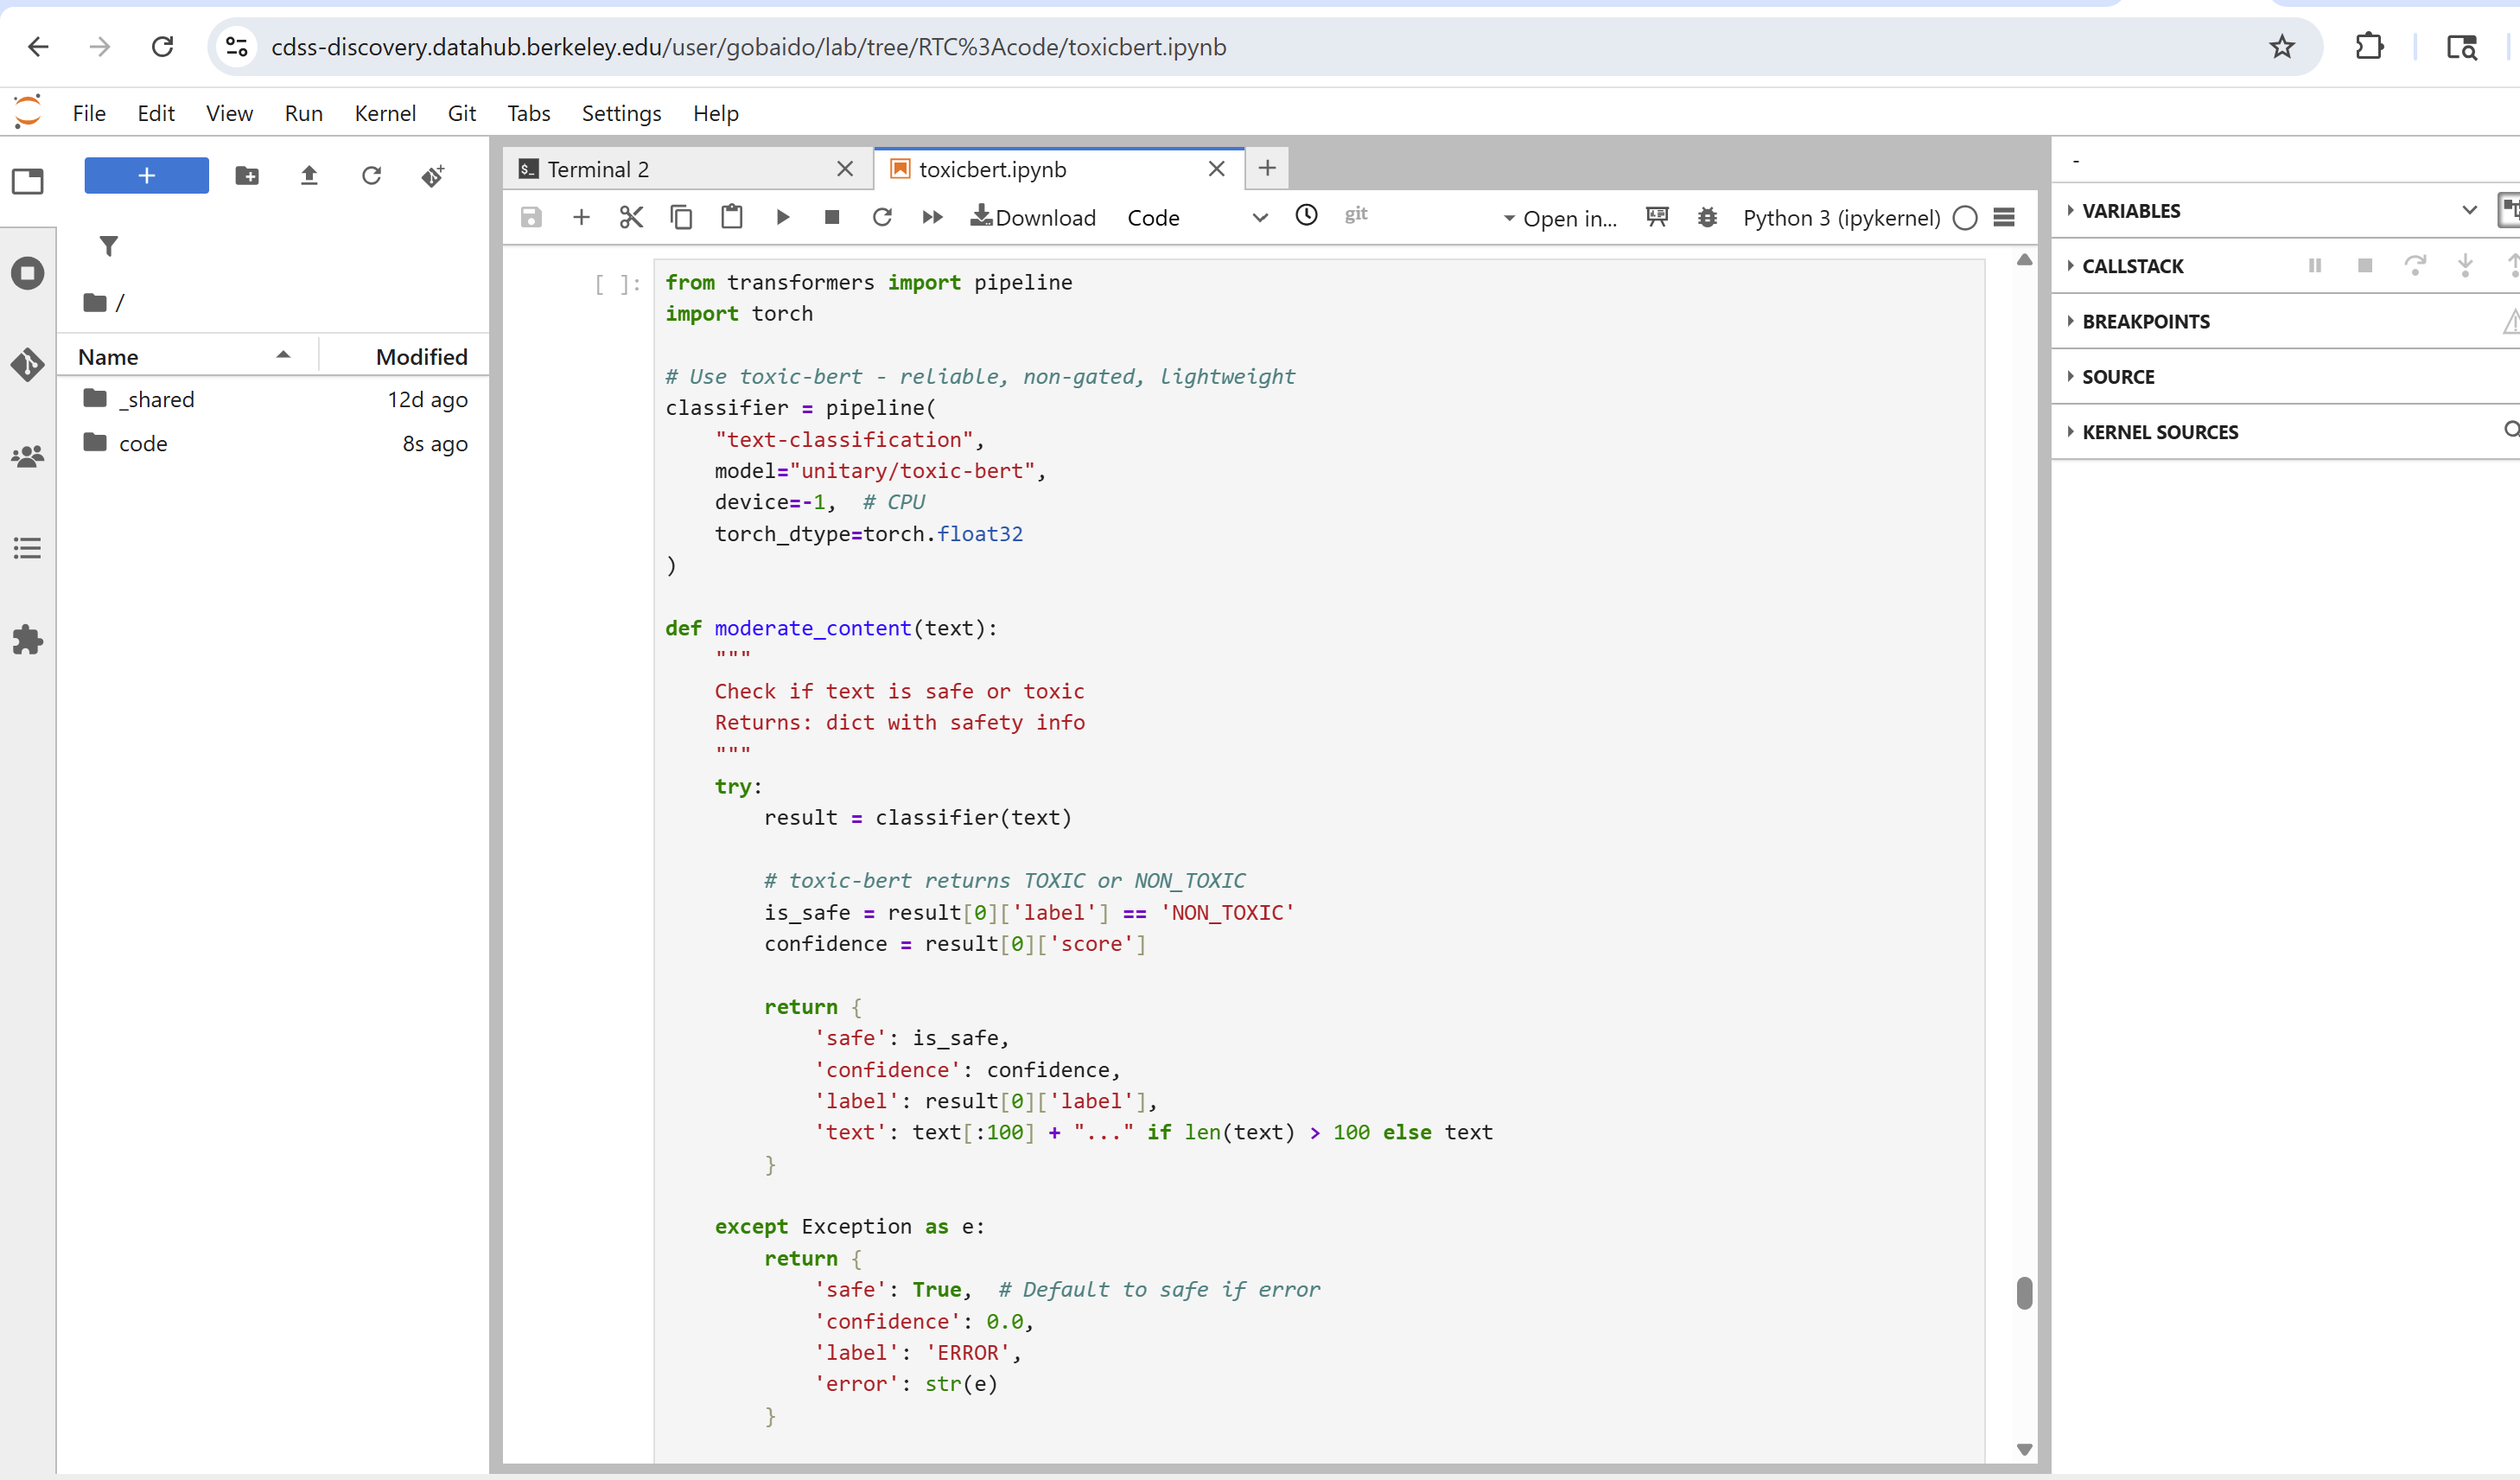 cdss-discovery.datahub.berkeley.edu/user/gobaido/lab/tree/RTC%3Acode/toxicbert.ipynb
File Edit View Run Kernel Git Tabs Settings Help
+
/
Name Modified
_shared 12d ago
code 8s ago
Terminal 2
toxicbert.ipynb
Download Code git Open in... Python 3 (ipykernel)
[ ]:
from transformers import pipeline
import torch
# Use toxic-bert - reliable, non-gated, lightweight
classifier = pipeline(
    "text-classification",
    model="unitary/toxic-bert",
    device=-1,  # CPU
    torch_dtype=torch.float32
)
def moderate_content(text):
    """
    Check if text is safe or toxic
    Returns: dict with safety info
    """
    try:
        result = classifier(text)
        # toxic-bert returns TOXIC or NON_TOXIC
        is_safe = result[0]['label'] == 'NON_TOXIC'
        confidence = result[0]['score']
        return {
            'safe': is_safe,
            'confidence': confidence,
            'label': result[0]['label'],
            'text': text[:100] + "..." if len(text) > 100 else text
        }
    except Exception as e:
        return {
            'safe': True,  # Default to safe if error
            'confidence': 0.0,
            'label': 'ERROR',
            'error': str(e)
        }
-
VARIABLES
CALLSTACK
BREAKPOINTS
SOURCE
KERNEL SOURCES